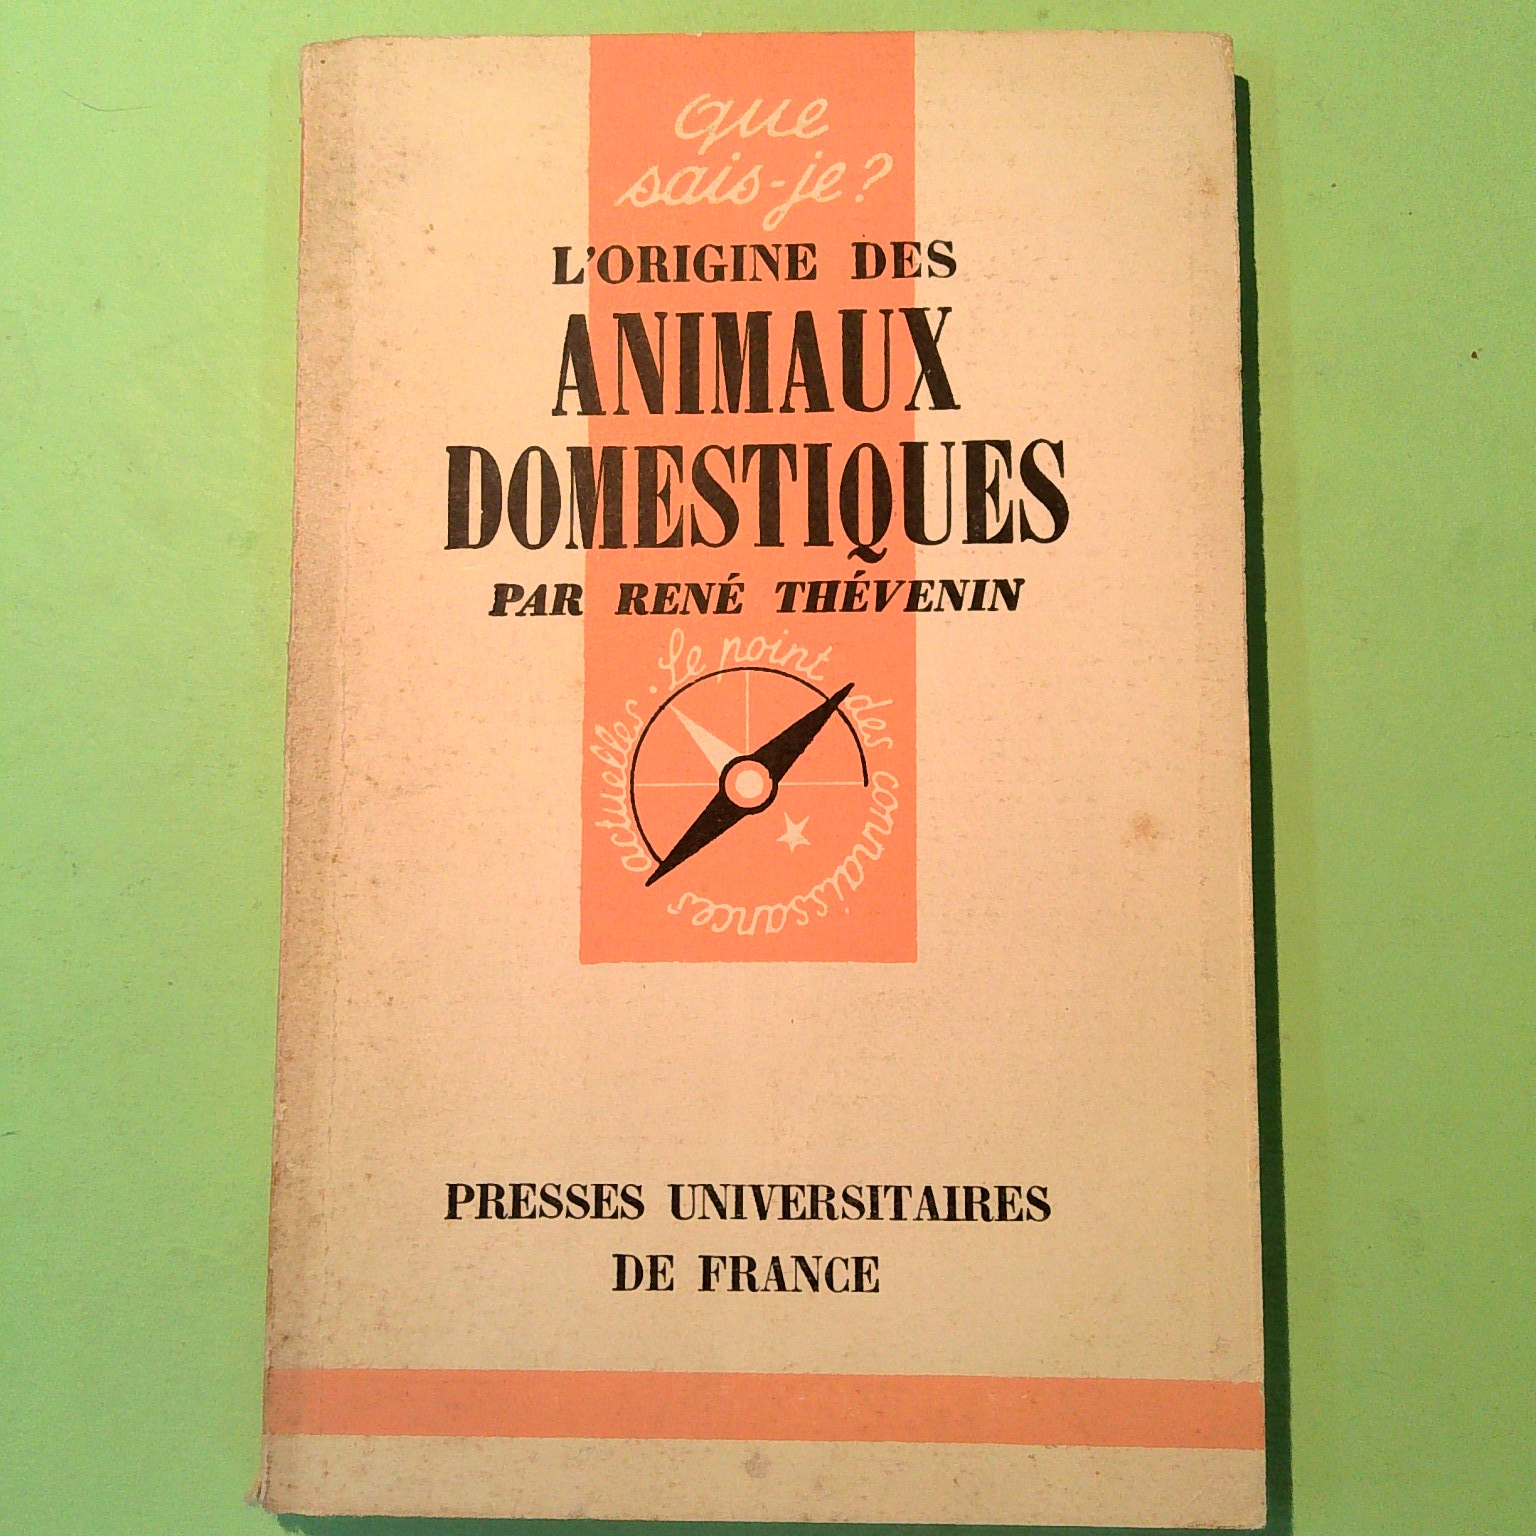 que
sais-je?
L'ORIGINE DES
ANIMAUX
DOMESTIQUES
PAR RENÉ THÉVENIN
Le point des connaissances actuelles.
PRESSES UNIVERSITAIRES
DE FRANCE